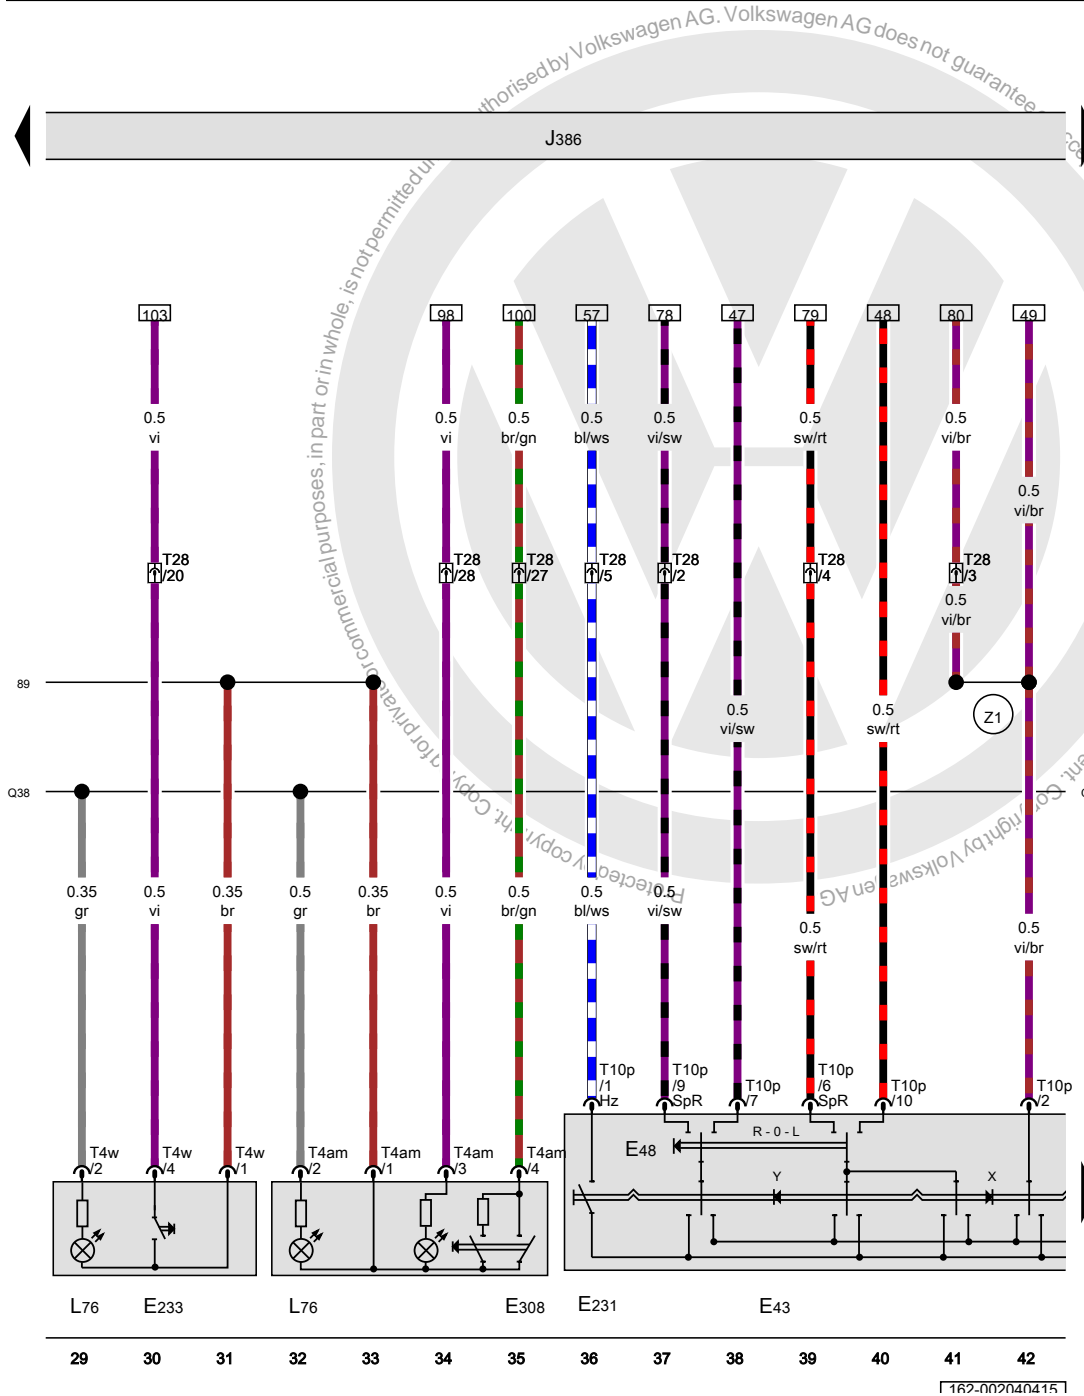 Protected by copyright. Copying for private or commercial purposes, in part or in whole, is not permitted
authorised by Volkswagen AG. Volkswagen AG does not guarantee
Copyright by Volkswagen AG
J386
103 98 100 57 78 47 79 48 80 49
0.5 0.5 0.5 0.5 0.5 0.5 0.5
vi vi br/gn bl/ws vi/sw sw/rt vi/br
0.5
vi/br
T28 T28 T28 T28 T28 T28 T28
/20 /28 /27 /5 /2 /4 /3
0.5
vi/br
89
0.5 0.5
vi/sw sw/rt
Z1
Q38
0.35 0.5 0.35 0.5 0.35 0.5 0.5 0.5 0.5
gr vi br gr br vi br/gn bl/ws vi/sw
0.5 0.5
sw/rt vi/br
T10p T10p T10p T10p T10p T10p
/1 /9 /7 /6 /10 /2
Hz SpR SpR
R - 0 - L
E48
T4w T4w T4w T4am T4am T4am T4am
/2 /4 /1 /2 /1 /3 /4
Y X
L76 E233 L76 E308 E231 E43
29 30 31 32 33 34 35 36 37 38 39 40 41 42
162-002040415